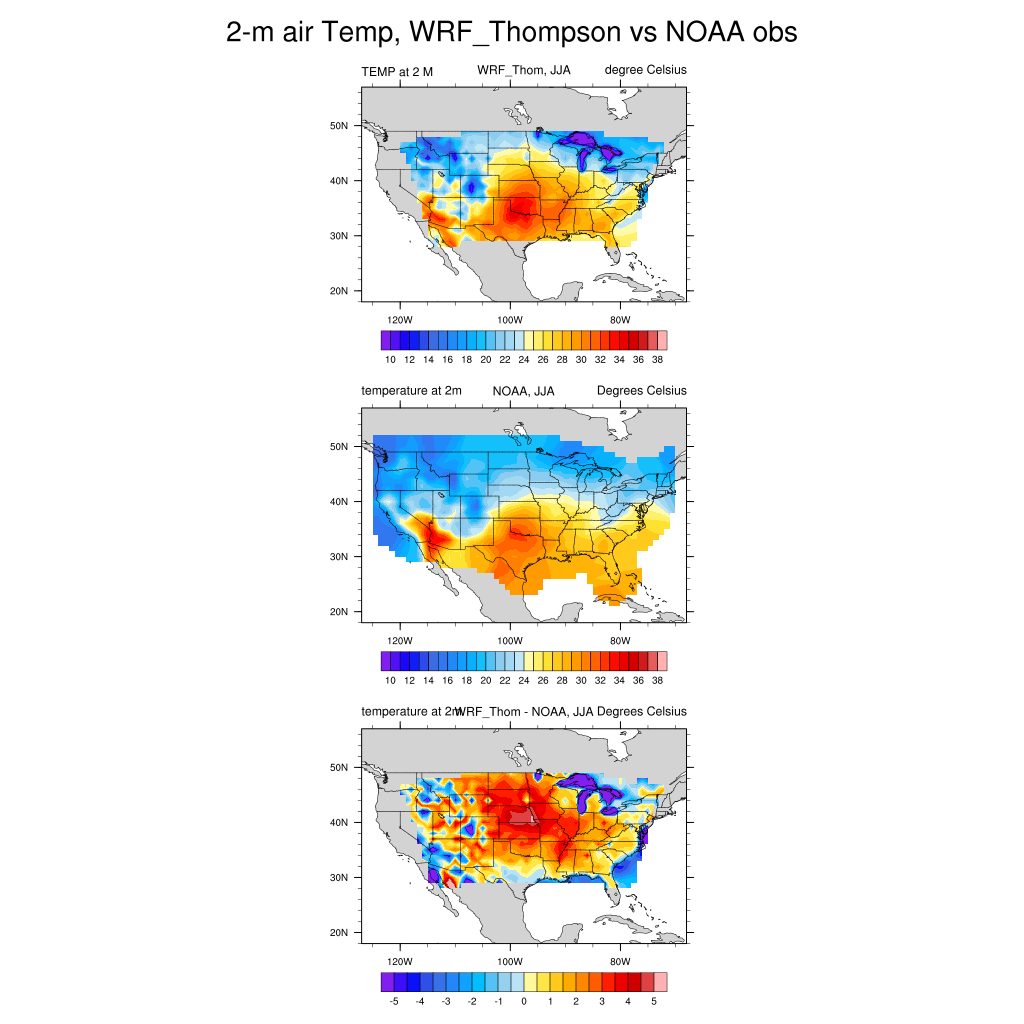 2-m air Temp, WRF_Thompson vs NOAA obs
TEMP at 2 M WRF_Thom, JJA degree Celsius
50N
40N
30N
20N
120W 100W 80W
10 12 14 16 18 20 22 24 26 28 30 32 34 36 38
temperature at 2m NOAA, JJA Degrees Celsius
50N
40N
30N
20N
120W 100W 80W
10 12 14 16 18 20 22 24 26 28 30 32 34 36 38
temperature at 2m WRF_Thom - NOAA, JJA Degrees Celsius
50N
40N
30N
20N
120W 100W 80W
-5 -4 -3 -2 -1 0 1 2 3 4 5